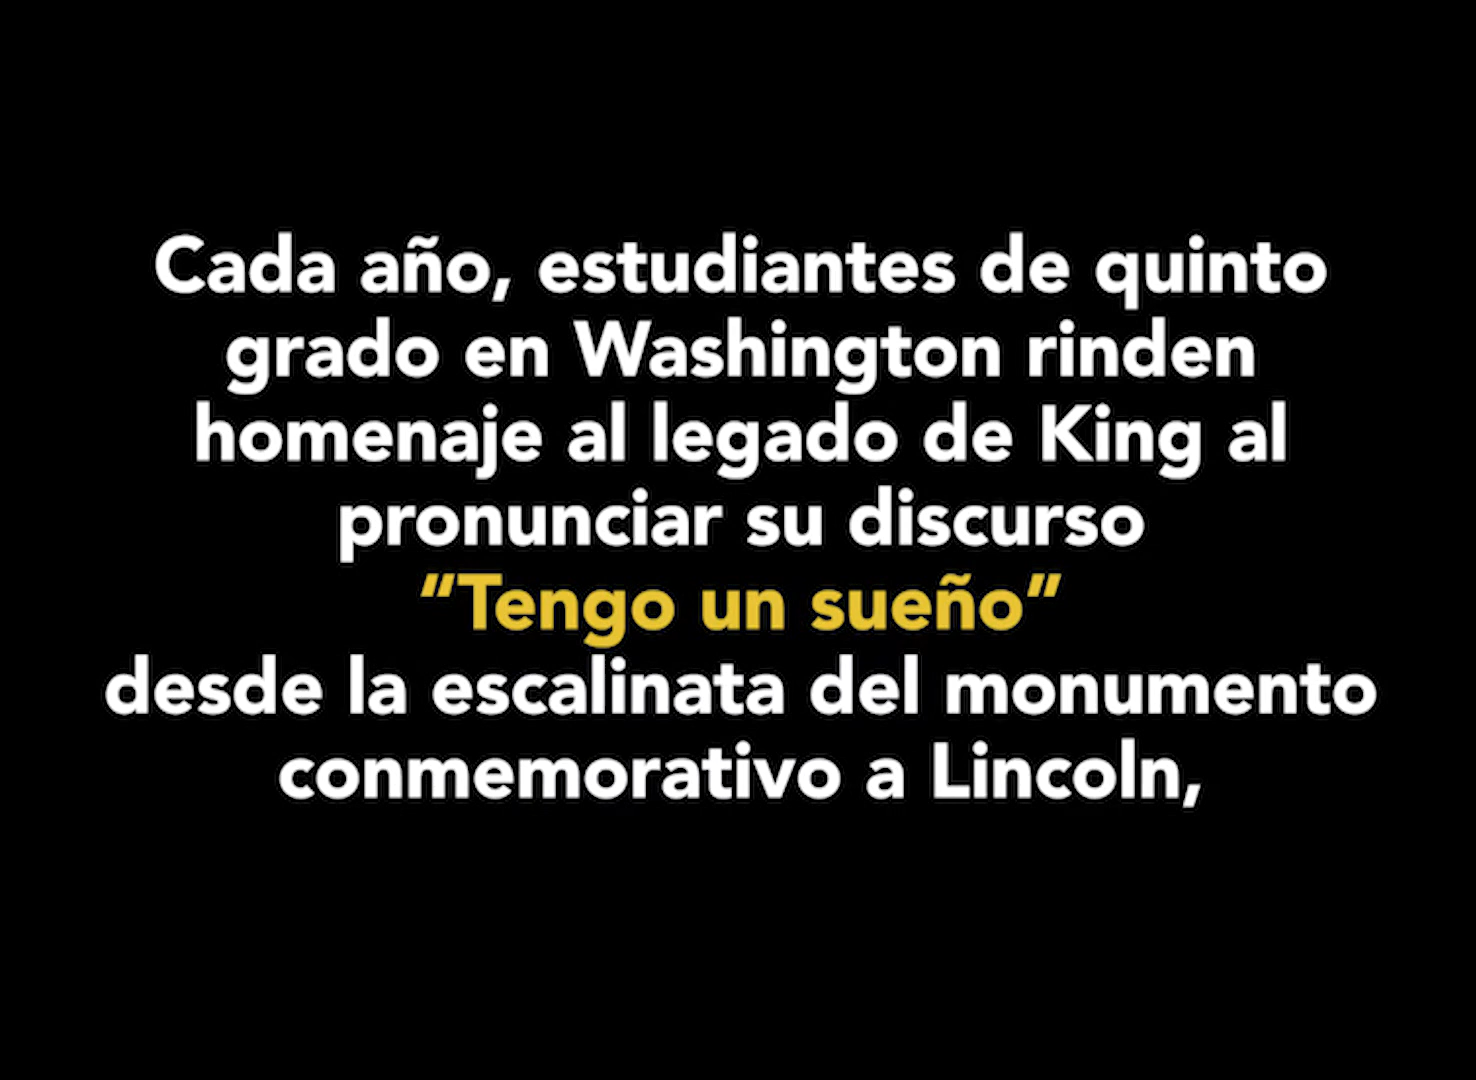 Cada año, estudiantes de quinto
grado en Washington rinden
homenaje al legado de King al
pronunciar su discurso
“Tengo un sueño”
desde la escalinata del monumento
conmemorativo a Lincoln,